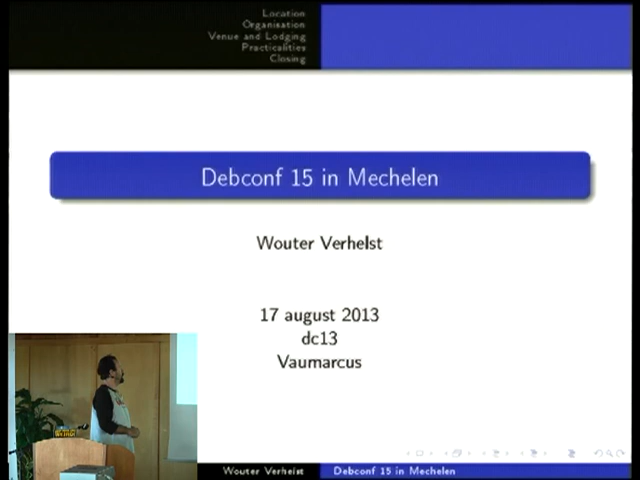 Location
Organisation
Venue and Lodging
Practicalities
Closing
Debconf 15 in Mechelen
Wouter Verhelst
17 august 2013
dc13
Vaumarcus
Wouter Verhelst
Debconf 15 in Mechelen